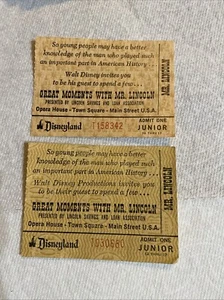 So young people may have a better
knowledge of the man who played such
an important part in American History ...
Walt Disney invites you
to be his guest to spend a few...
GREAT MOMENTS WITH MR. LINCOLN
PRESENTED BY LINCOLN SAVINGS AND LOAN ASSOCIATION
Opera House - Town Square - Main Street U.S.A.
Disneyland
T158342
ADMIT ONE
JUNIOR
MR. LINCOLN
So young people may have a better
knowledge of the man who played such
an important part in American History ...
Walt Disney Productions invites you
to be their guest to spend a few...
GREAT MOMENTS WITH MR. LINCOLN
PRESENTED BY LINCOLN SAVINGS AND LOAN ASSOCIATION
Opera House - Town Square - Main Street U.S.A.
Disneyland
ADMIT ONE
JUNIOR
MR. LINCOLN